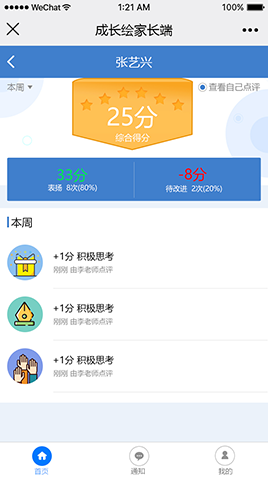 WeChat 1:21 AM 22%
成长绘家长端
张艺兴
本周 查看自己点评
25分
综合得分
33分 -8分
表扬 8次(80%) 待改进 2次(20%)
本周
+1分 积极思考
刚刚 由李老师点评
+1分 积极思考
刚刚 由李老师点评
+1分 积极思考
刚刚 由李老师点评
首页 通知 我的